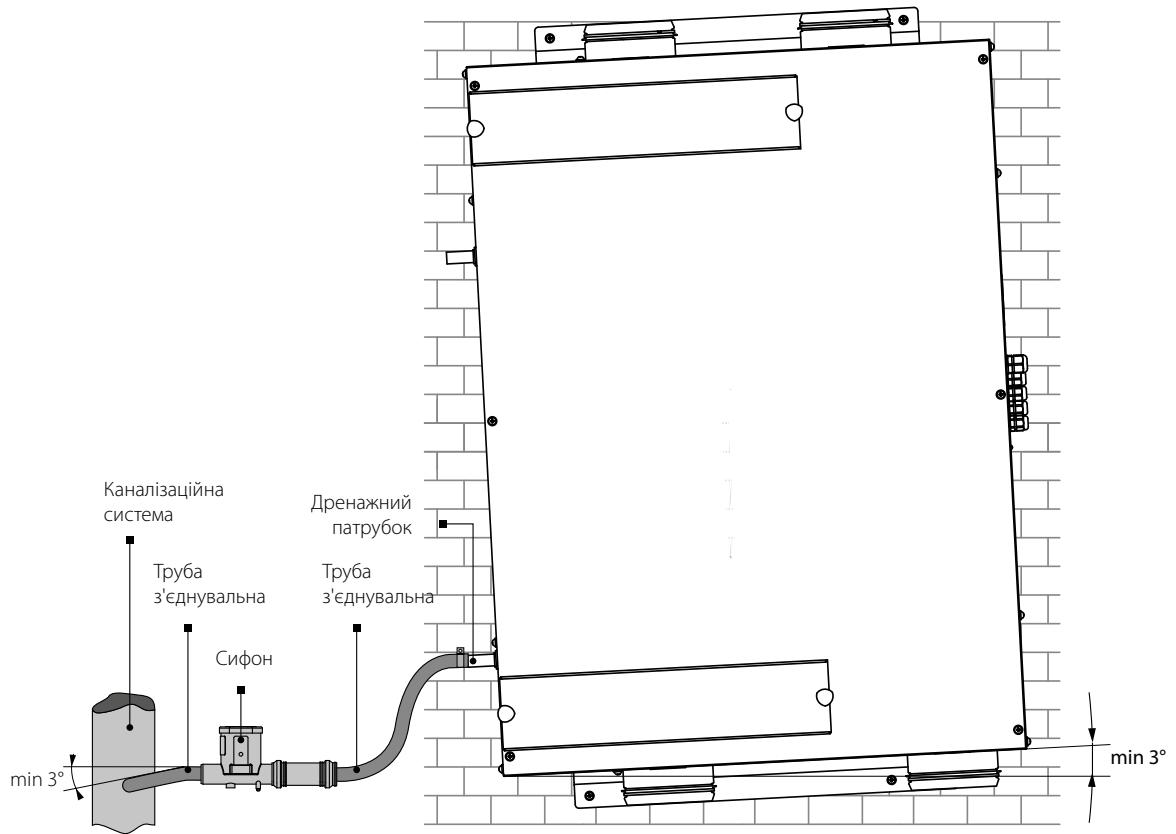 Каналізаційна
система
Дренажний
патрубок
Труба
з'єднувальна
Труба
з'єднувальна
Сифон
min 3°
min 3°